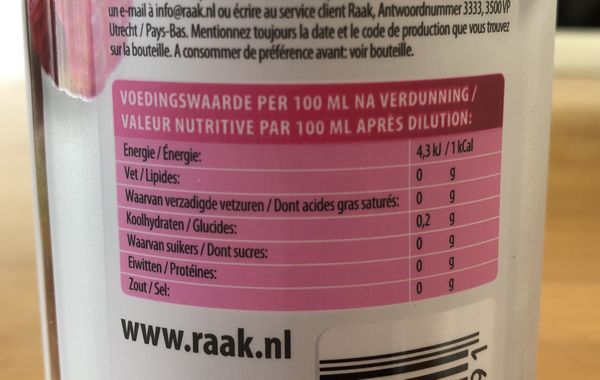 un e-mail à info@raak.nl ou écrire au service client Raak, Antwoordnummer 3333, 3500 VP
Utrecht / Pays-Bas. Mentionnez toujours la date et le code de production que vous trouvez
sur la bouteille. A consommer de préférence avant: voir bouteille.
VOEDINGSWAARDE PER 100 ML NA VERDUNNING /
VALEUR NUTRITIVE PAR 100 ML APRÈS DILUTION:
Energie / Énergie: 4,3 kJ / 1 kCal
Vet / Lipides: 0 g
Waarvan verzadigde vetzuren / Dont acides gras saturés: 0 g
Koolhydraten / Glucides: 0,2 g
Waarvan suikers / Dont sucres: 0 g
Eiwitten / Protéines: 0 g
Zout / Sel: 0 g
www.raak.nl